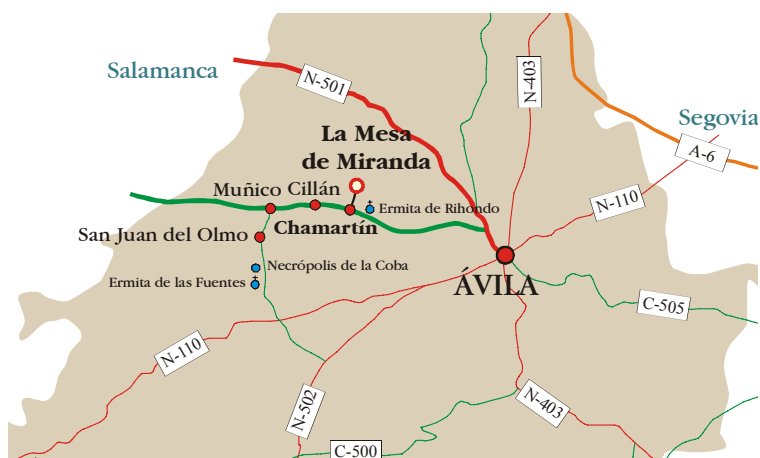 Salamanca
N-501
N-403
Segovia
A-6
La Mesa
de Miranda
Muñico Cillán
Ermita de Rihondo
N-110
Chamartín
San Juan del Olmo
Necrópolis de la Coba
Ermita de las Fuentes
ÁVILA
C-505
N-110
N-502
N-403
C-500